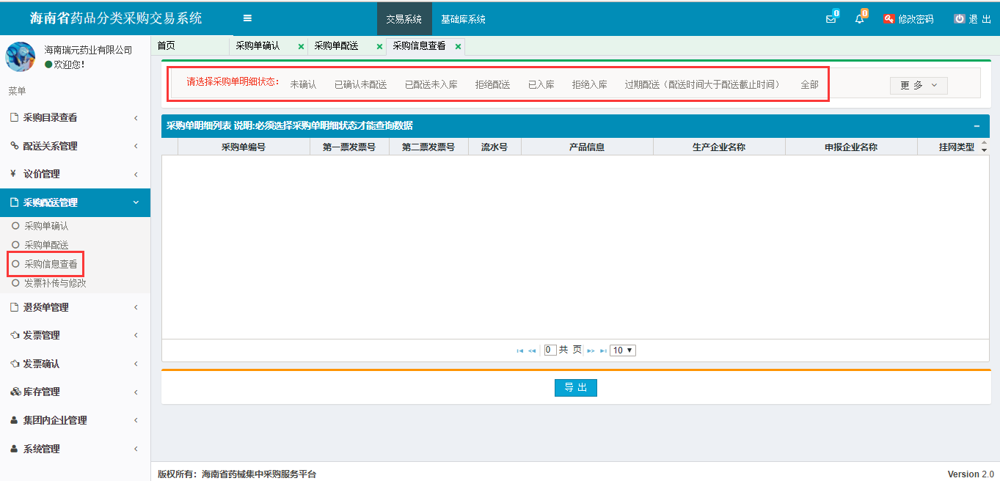 海南省药品分类采购交易系统
交易系统
基础库系统
0
0
修改密码
退 出
海南瑞元药业有限公司
欢迎您!
菜单
采购目录查看
配送关系管理
议价管理
采购配送管理
采购单确认
采购单配送
采购信息查看
发票补传与修改
退货单管理
发票管理
发票确认
库存管理
集团内企业管理
系统管理
首页
采购单确认
采购单配送
采购信息查看
请选择采购单明细状态: 未确认 已确认未配送 已配送未入库 拒绝配送 已入库 拒绝入库 过期配送（配送时间大于配送截止时间） 全部
更 多
采购单明细列表 说明:必须选择采购单明细状态才能查询数据
采购单编号 第一票发票号 第二票发票号 流水号 产品信息 生产企业名称 申报企业名称 挂网类型
0 共 页 10
导 出
版权所有：海南省药械集中采购服务平台
Version 2.0